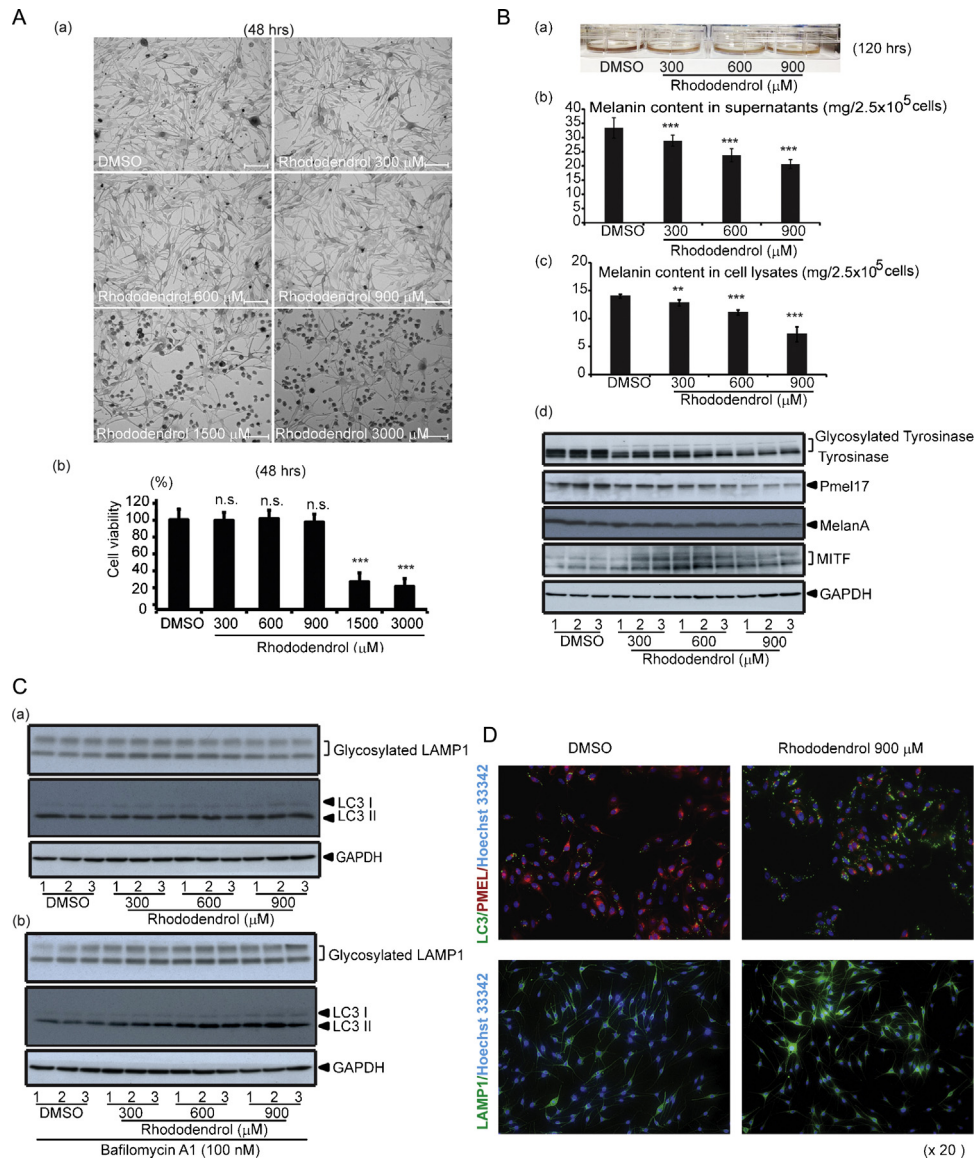 A
(a)
(48 hrs)
DMSO
Rhododendrol 300 μM
Rhododendrol 600 μM
Rhododendrol 900 μM
Rhododendrol 1500 μM
Rhododendrol 3000 μM
(b)
(48 hrs)
(%)
Cell viability
120
100
80
60
40
20
0
n.s.
n.s.
n.s.
***
***
DMSO 300 600 900 1500 3000
Rhododendrol (μM)
B
(a)
(120 hrs)
DMSO 300 600 900
Rhododendrol (μM)
(b)
Melanin content in supernatants (mg/2.5x10⁵cells)
40
35
30
25
20
15
10
5
0
***
***
***
DMSO 300 600 900
Rhododendrol (μM)
(c)
Melanin content in cell lysates (mg/2.5x10⁵cells)
20
15
10
5
0
**
***
***
DMSO 300 600 900
Rhododendrol (μM)
(d)
Glycosylated Tyrosinase
Tyrosinase
Pmel17
MelanA
MITF
GAPDH
1 2 3 1 2 3 1 2 3 1 2 3
DMSO 300 600 900
Rhododendrol (μM)
C
(a)
Glycosylated LAMP1
LC3 I
LC3 II
GAPDH
1 2 3 1 2 3 1 2 3 1 2 3
DMSO 300 600 900
Rhododendrol (μM)
(b)
Glycosylated LAMP1
LC3 I
LC3 II
GAPDH
1 2 3 1 2 3 1 2 3 1 2 3
DMSO 300 600 900
Rhododendrol (μM)
Bafilomycin A1 (100 nM)
D
DMSO
Rhododendrol 900 μM
LC3/PMEL/Hoechst 33342
LAMP1/Hoechst 33342
(x 20 )